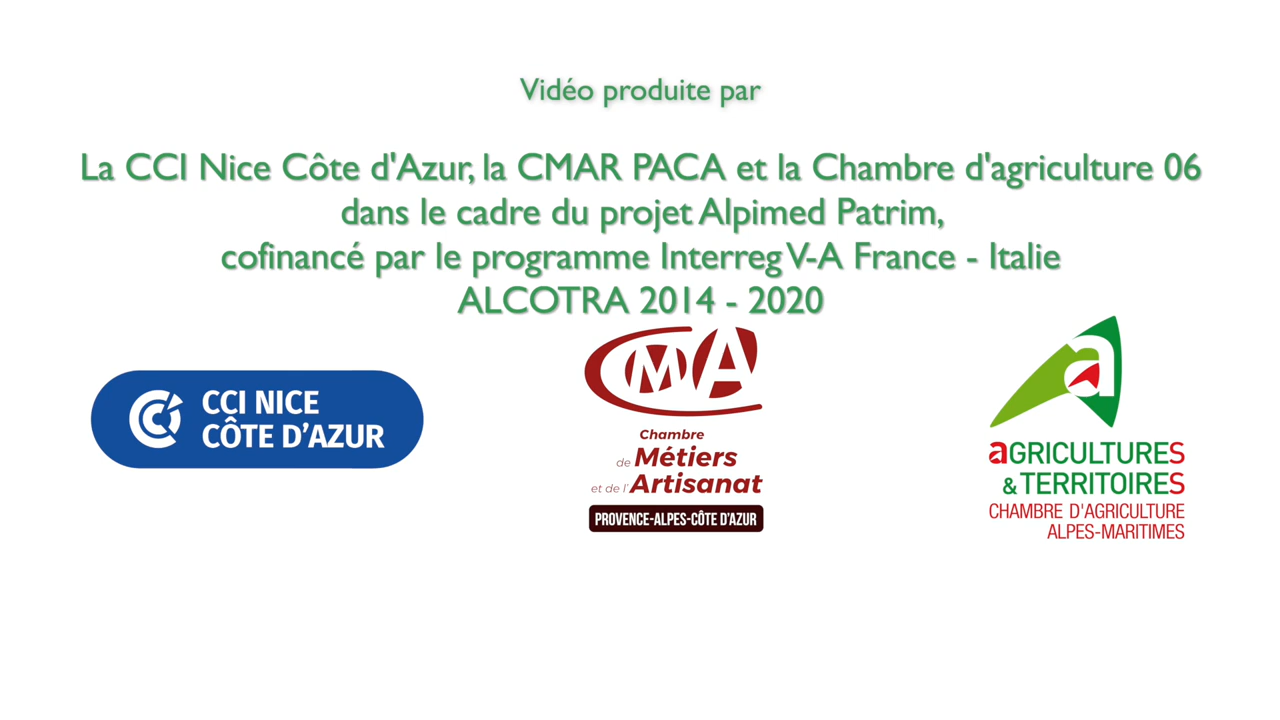 Vidéo produite par
La CCI Nice Côte d'Azur, la CMAR PACA et la Chambre d'agriculture 06
dans le cadre du projet Alpimed Patrim,
cofinancé par le programme Interreg V-A France - Italie
ALCOTRA 2014 - 2020
CCI NICE
CÔTE D'AZUR
CMA
Chambre
de Métiers
et de l'Artisanat
PROVENCE-ALPES-CÔTE D'AZUR
a
aGRICULTURES
& TERRITOIRES
CHAMBRE D'AGRICULTURE
ALPES-MARITIMES